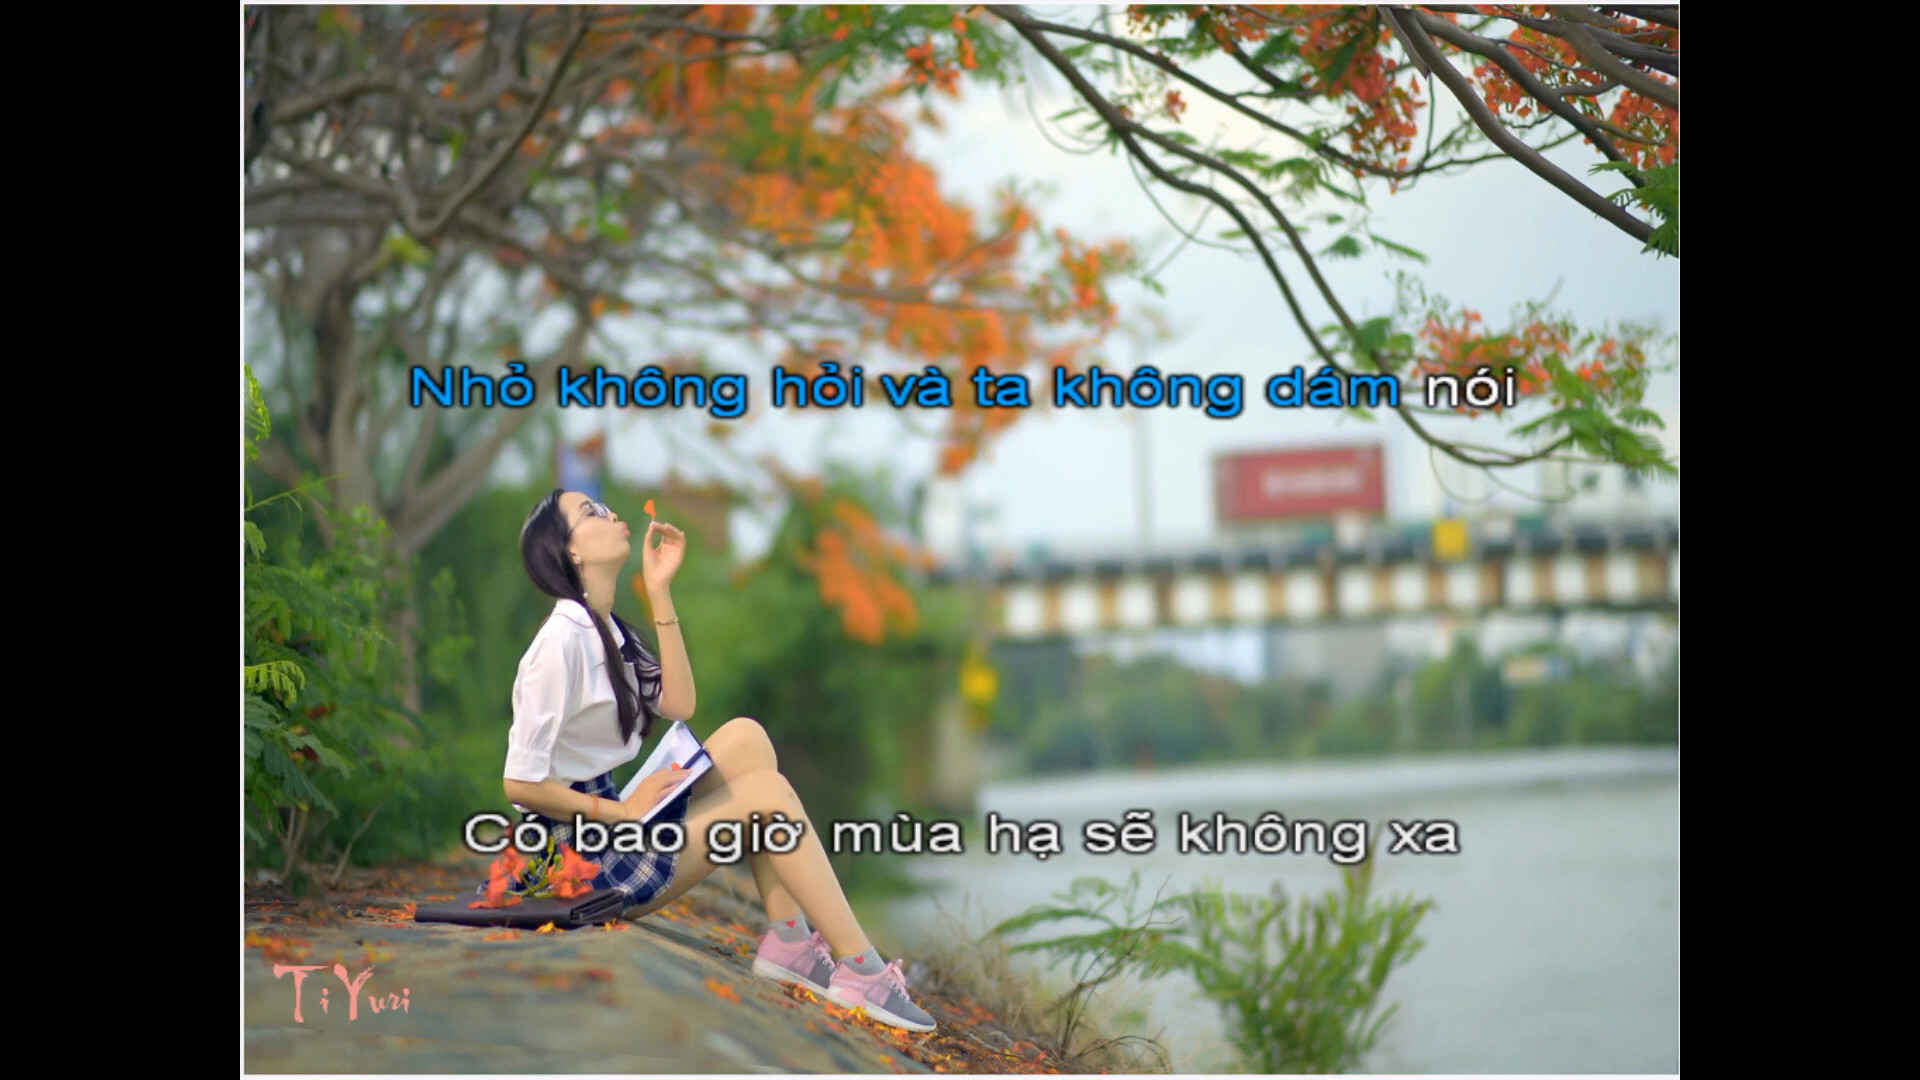 Nhỏ không hỏi và ta không dám nói
Có bao giờ mùa hạ sẽ không xa
TiYuri